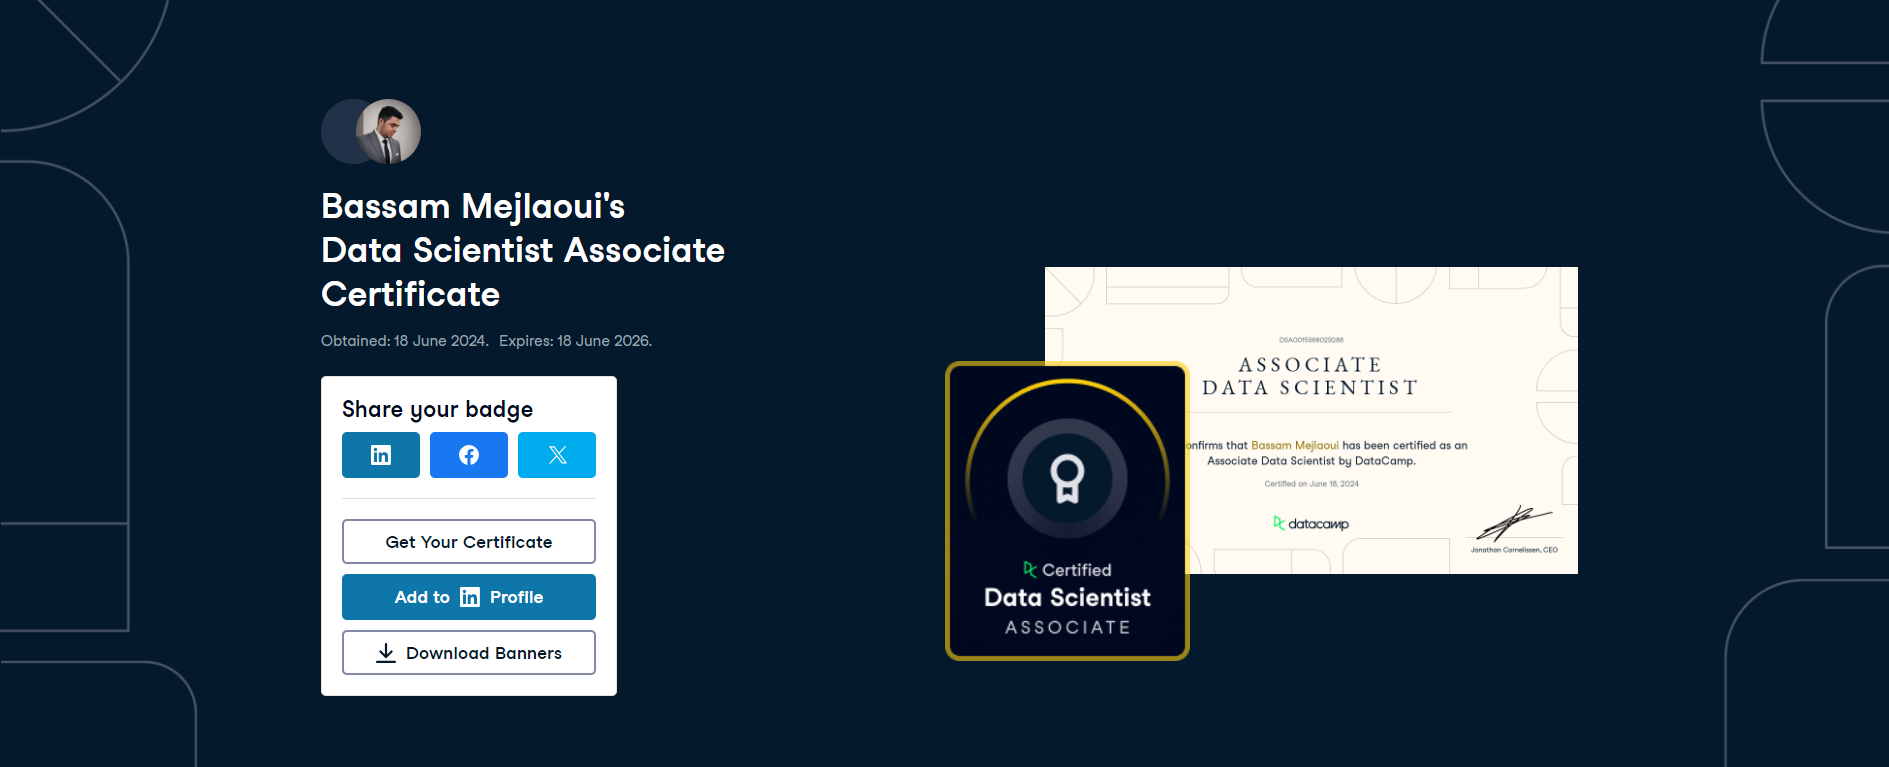 Bassam Mejlaoui's
Data Scientist Associate
Certificate
Obtained: 18 June 2024. Expires: 18 June 2026.
Share your badge
Get Your Certificate
Add to in Profile
Download Banners
DSA0015988029286
ASSOCIATE
DATA SCIENTIST
onfirms that Bassam Mejlaoui has been certified as an
Associate Data Scientist by DataCamp.
Certified on June 18, 2024
datacamp
Jonathan Cornelissen, CEO
Certified
Data Scientist
ASSOCIATE